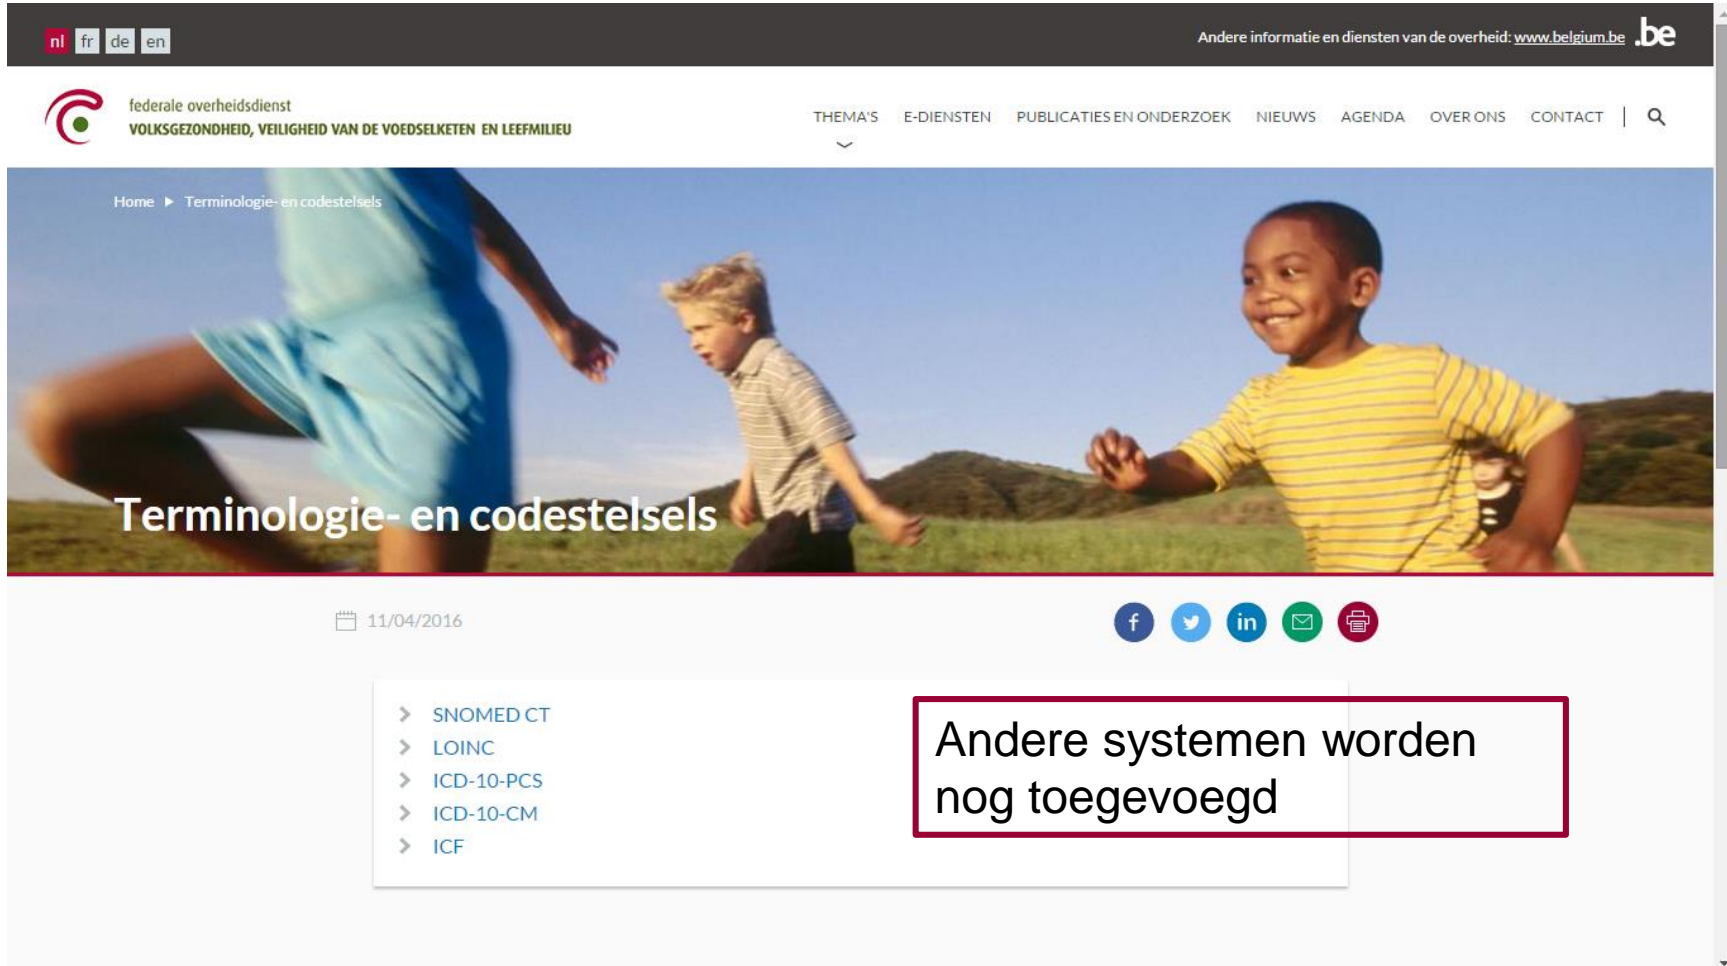 nl fr de en
Andere informatie en diensten van de overheid: www.belgium.be .be
federale overheidsdienst
VOLKSGEZONDHEID, VEILIGHEID VAN DE VOEDSELKETEN EN LEEFMILIEU
THEMA'S E-DIENSTEN PUBLICATIES EN ONDERZOEK NIEUWS AGENDA OVER ONS CONTACT
Home Terminologie- en codestelsels
Terminologie- en codestelsels
11/04/2016
f in
SNOMED CT
LOINC
ICD-10-PCS
ICD-10-CM
ICF
Andere systemen worden
nog toegevoegd